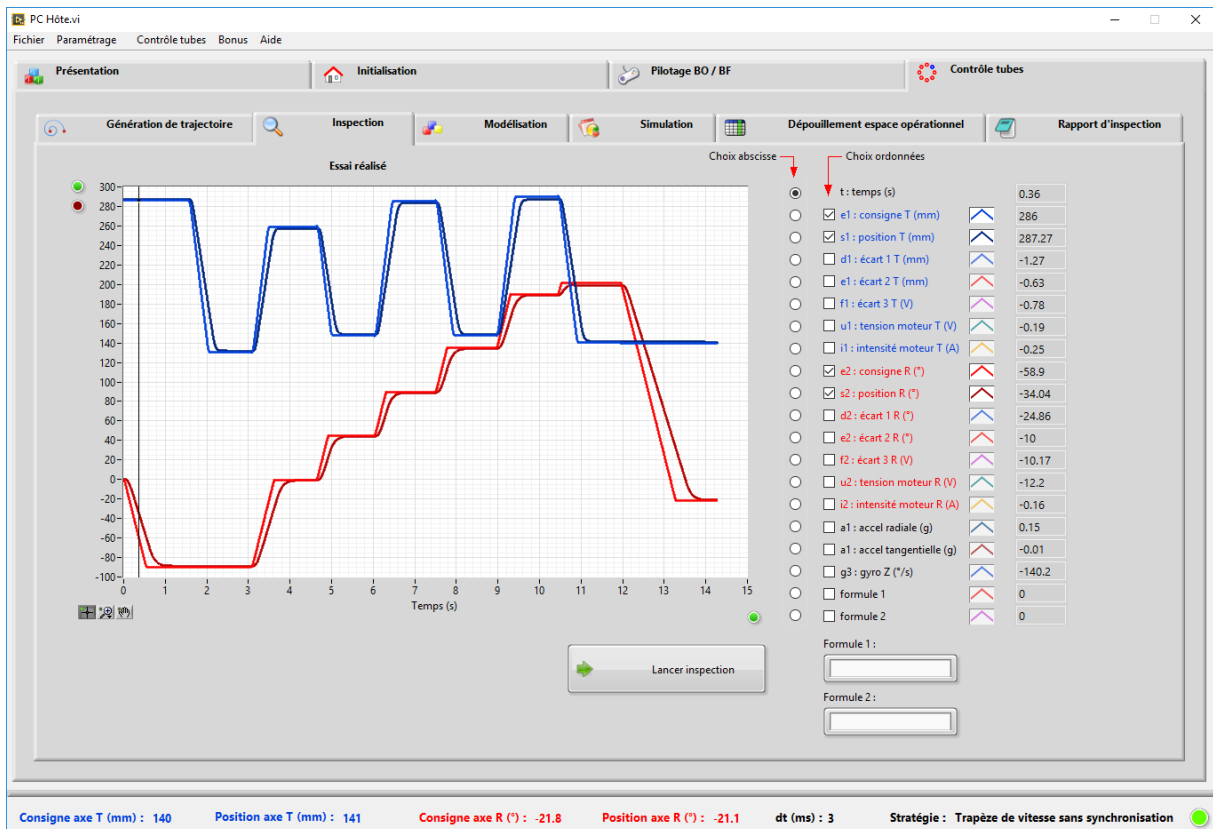 PC Hôte.vi
Fichier Paramétrage Contrôle tubes Bonus Aide
Présentation
Initialisation
Pilotage BO / BF
Contrôle tubes
Génération de trajectoire
Inspection
Modélisation
Simulation
Dépouillement espace opérationnel
Rapport d'inspection
Choix abscisse
Choix ordonnées
Essai réalisé
300
280
260
240
220
200
180
160
140
120
100
80
60
40
20
0
-20
-40
-60
-80
-100
0 1 2 3 4 5 6 7 8 9 10 11 12 13 14 15
Temps (s)
t : temps (s) 0.36
e1 : consigne T (mm) 286
s1 : position T (mm) 287.27
d1 : écart 1 T (mm) -1.27
e1 : écart 2 T (mm) -0.63
f1 : écart 3 T (V) -0.78
u1 : tension moteur T (V) -0.19
i1 : intensité moteur T (A) -0.25
e2 : consigne R (°) -58.9
s2 : position R (°) -34.04
d2 : écart 1 R (°) -24.86
e2 : écart 2 R (°) -10
f2 : écart 3 R (V) -10.17
u2 : tension moteur R (V) -12.2
i2 : intensité moteur R (A) -0.16
a1 : accel radiale (g) 0.15
a1 : accel tangentielle (g) -0.01
g3 : gyro Z (°/s) -140.2
formule 1 0
formule 2 0
Formule 1 :
Formule 2 :
Lancer inspection
Consigne axe T (mm) : 140 Position axe T (mm) : 141 Consigne axe R (°) : -21.8 Position axe R (°) : -21.1 dt (ms) : 3 Stratégie : Trapèze de vitesse sans synchronisation